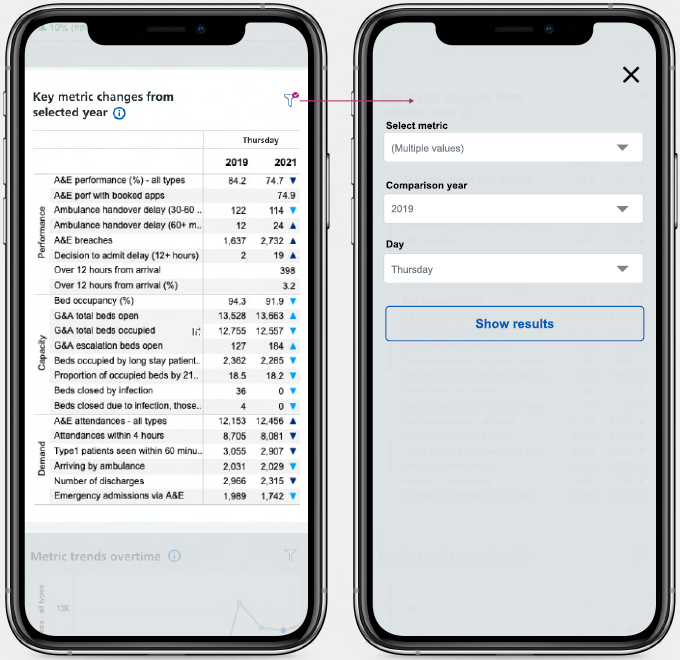 10% (##
Key metric changes from
selected year
Thursday
2019 2021
Performance
A&E performance (%) - all types 84.2 74.7
A&E perf with booked apps 74.9
Ambulance handover delay (30-60 .. 122 114
Ambulance handover delay (60+ m.. 12 24
A&E breaches 1,637 2,732
Decision to admit delay (12+ hours) 2 19
Over 12 hours from arrival 398
Over 12 hours from arrival (%) 3.2
Capacity
Bed occupancy (%) 94.3 91.9
G&A total beds open 13,528 13,663
G&A total beds occupied 12,755 12,557
G&A escalation beds open 127 184
Beds occupied by long stay patient.. 2,362 2,285
Proportion of occupied beds by 21.. 18.5 18.2
Beds closed by infection 36 0
Beds closed due to infection, those.. 4 0
Demand
A&E attendances - all types 12,153 12,456
Attendances within 4 hours 8,705 8,081
Type1 patients seen within 60 minu.. 3,055 2,907
Arriving by ambulance 2,031 2,029
Number of discharges 2,966 2,315
Emergency admissions via A&E 1,989 1,742
Metric trends overtime
- all types
13K
Select metric
(Multiple values)
Comparison year
2019
Day
Thursday
Show results